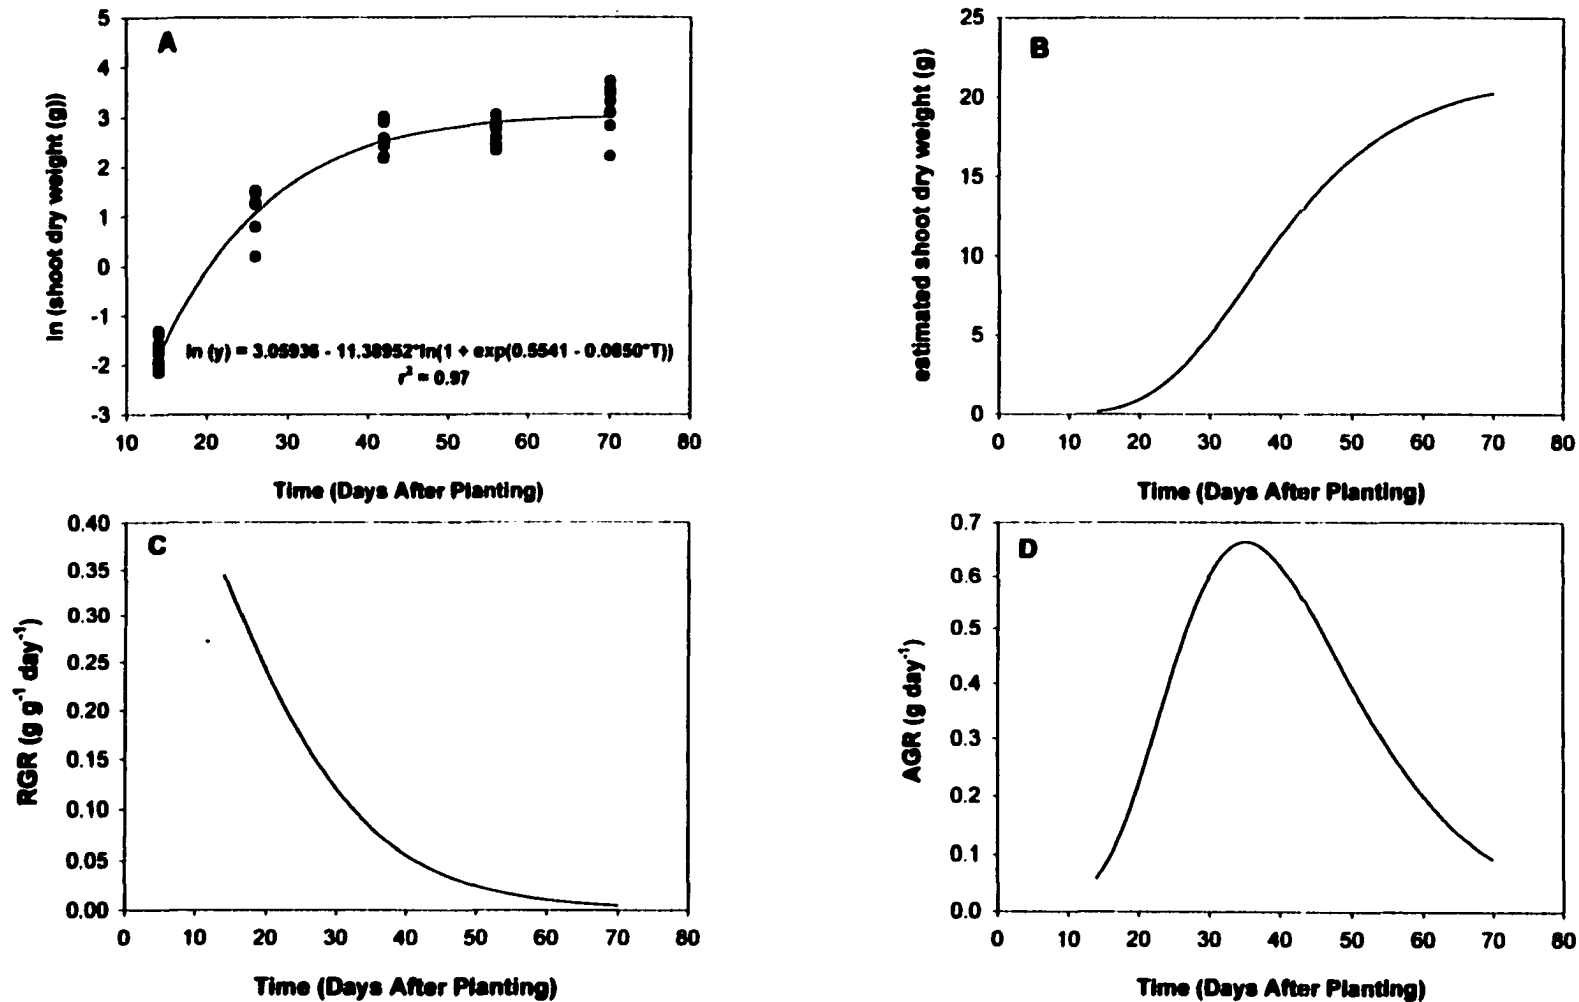 A
ln (shoot dry weight (g))
5
4
3
2
1
0
-1
-2
-3
ln (y) = 3.05936 - 11.38952*ln(1 + exp(0.5541 - 0.0850*T))
r² = 0.97
10 20 30 40 50 60 70 80
Time (Days After Planting)
B
estimated shoot dry weight (g)
25
20
15
10
5
0
0 10 20 30 40 50 60 70 80
Time (Days After Planting)
C
RGR (g g⁻¹ day⁻¹)
0.40
0.35
0.30
0.25
0.20
0.15
0.10
0.05
0.00
0 10 20 30 40 50 60 70 80
Time (Days After Planting)
D
AGR (g day⁻¹)
0.7
0.6
0.5
0.4
0.3
0.2
0.1
0.0
0 10 20 30 40 50 60 70 80
Time (Days After Planting)